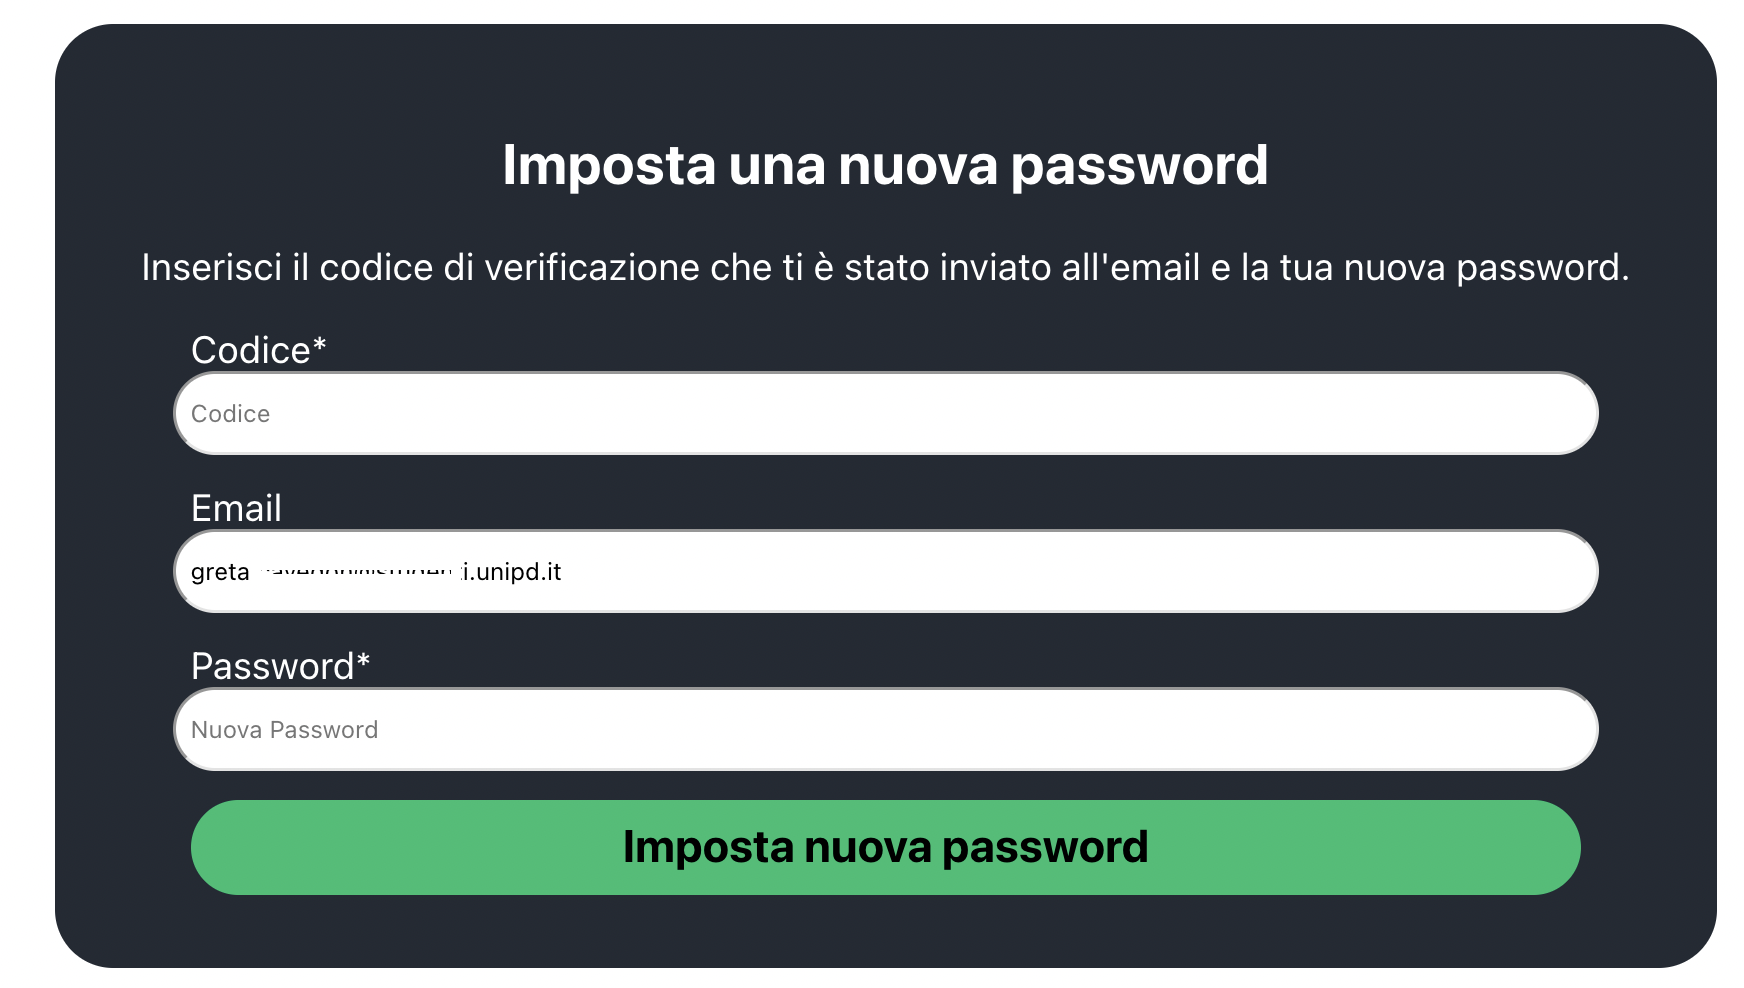 Imposta una nuova password
Inserisci il codice di verificazione che ti è stato inviato all'email e la tua nuova password.
Codice*
Codice
Email
greta i.unipd.it
Password*
Nuova Password
Imposta nuova password